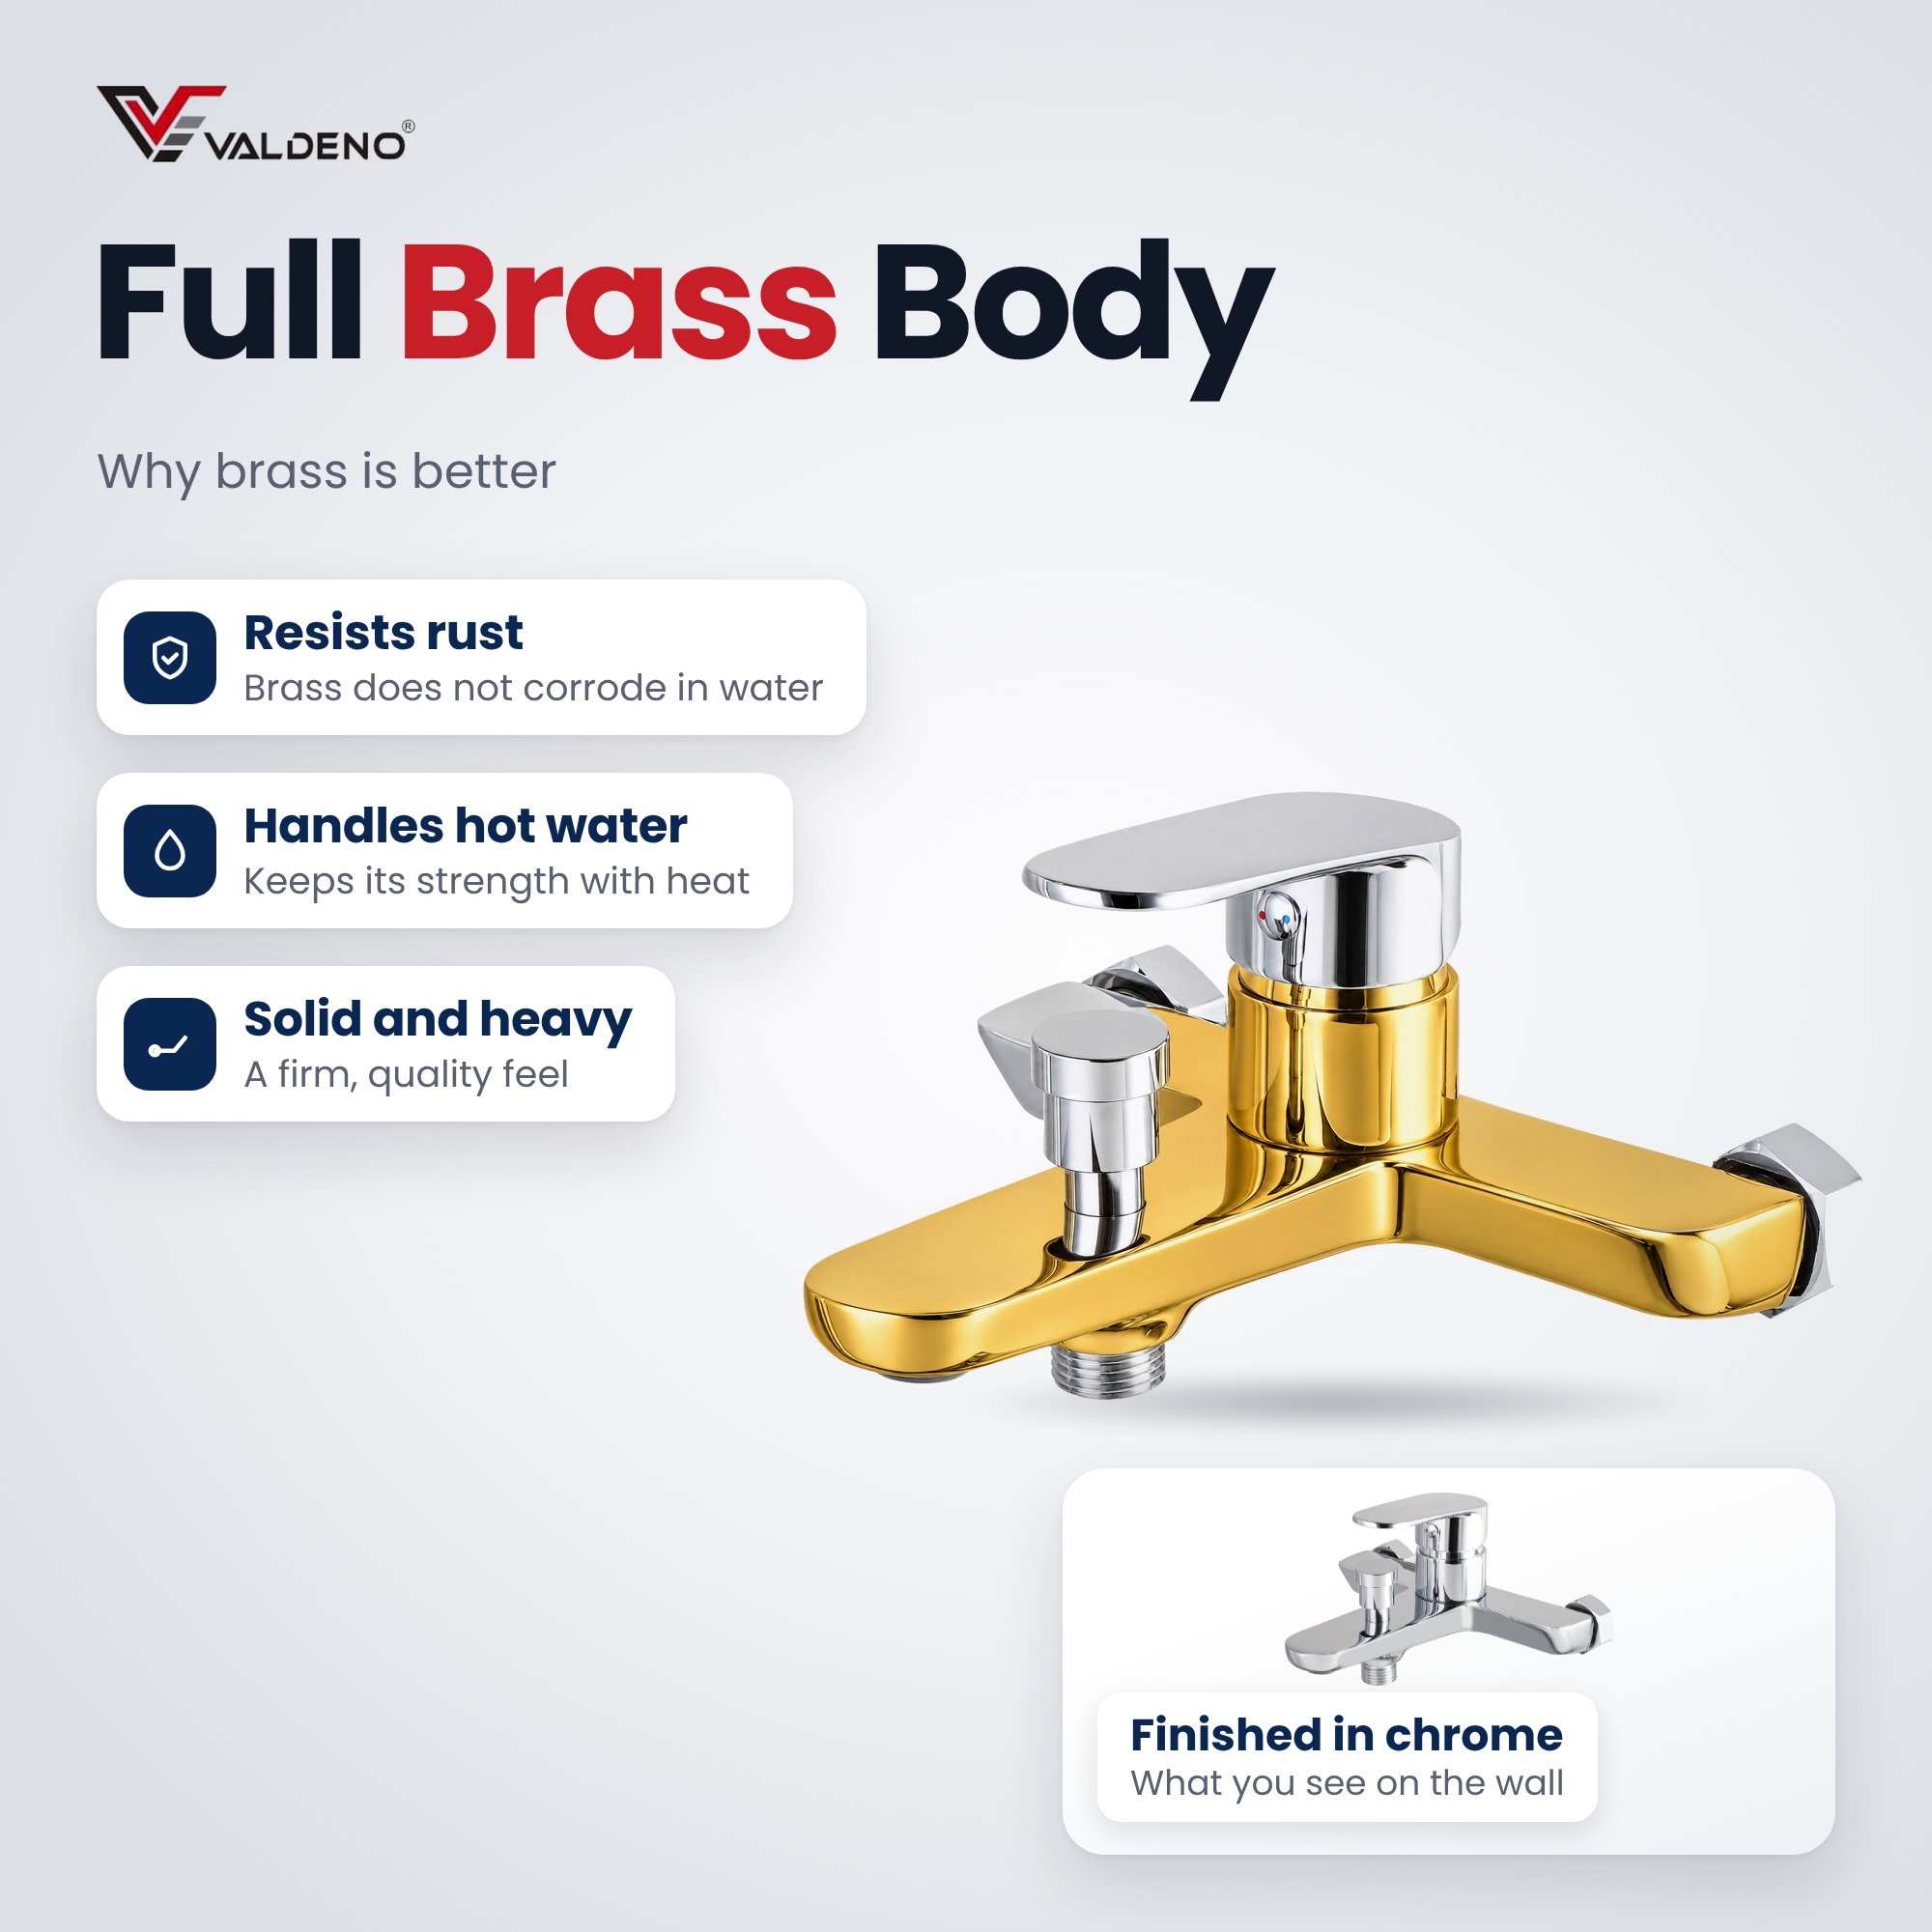 VALDENO®
Full Brass Body
Why brass is better
Resists rust
Brass does not corrode in water
Handles hot water
Keeps its strength with heat
Solid and heavy
A firm, quality feel
Finished in chrome
What you see on the wall